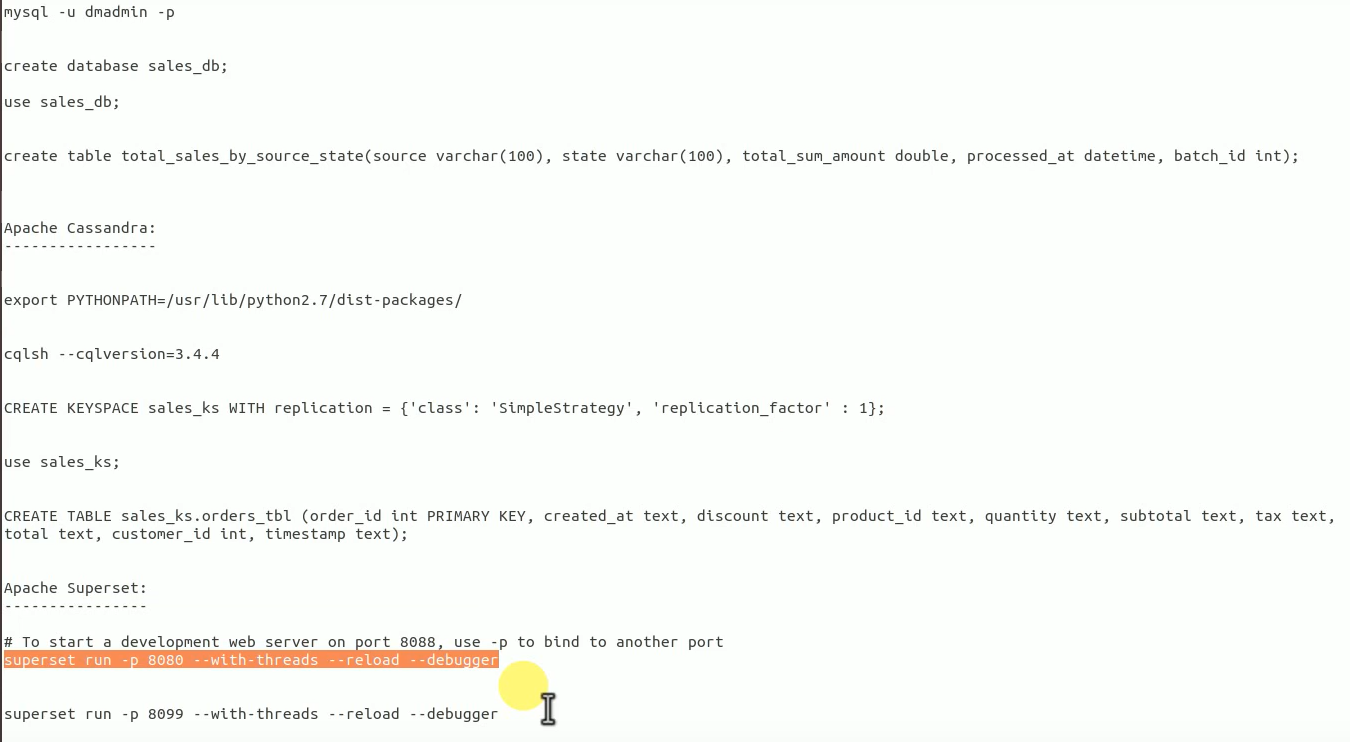 mysql -u dmadmin -p
create database sales_db;
use sales_db;
create table total_sales_by_source_state(source varchar(100), state varchar(100), total_sum_amount double, processed_at datetime, batch_id int);
Apache Cassandra:
-----------------
export PYTHONPATH=/usr/lib/python2.7/dist-packages/
cqlsh --cqlversion=3.4.4
CREATE KEYSPACE sales_ks WITH replication = {'class': 'SimpleStrategy', 'replication_factor' : 1};
use sales_ks;
CREATE TABLE sales_ks.orders_tbl (order_id int PRIMARY KEY, created_at text, discount text, product_id text, quantity text, subtotal text, tax text,
total text, customer_id int, timestamp text);
Apache Superset:
----------------
# To start a development web server on port 8088, use -p to bind to another port
superset run -p 8080 --with-threads --reload --debugger
superset run -p 8099 --with-threads --reload --debugger